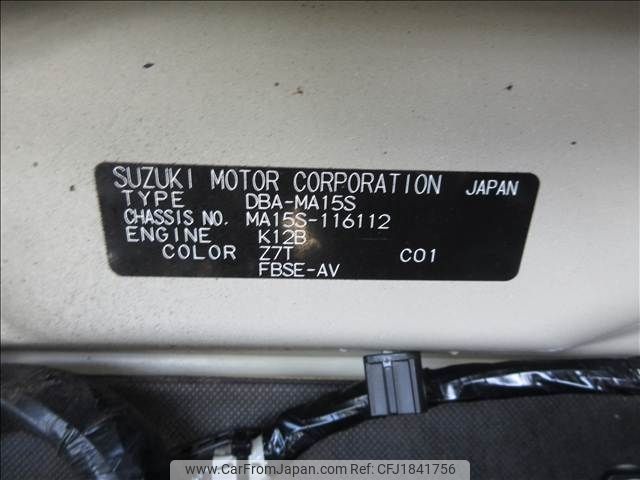 SUZUKI MOTOR CORPORATION JAPAN
TYPE DBA-MA15S
CHASSIS NO. MA15S-116112
ENGINE K12B
COLOR Z7T C01
FBSE-AV
www.CarFromJapan.com ID: CFJ1841756